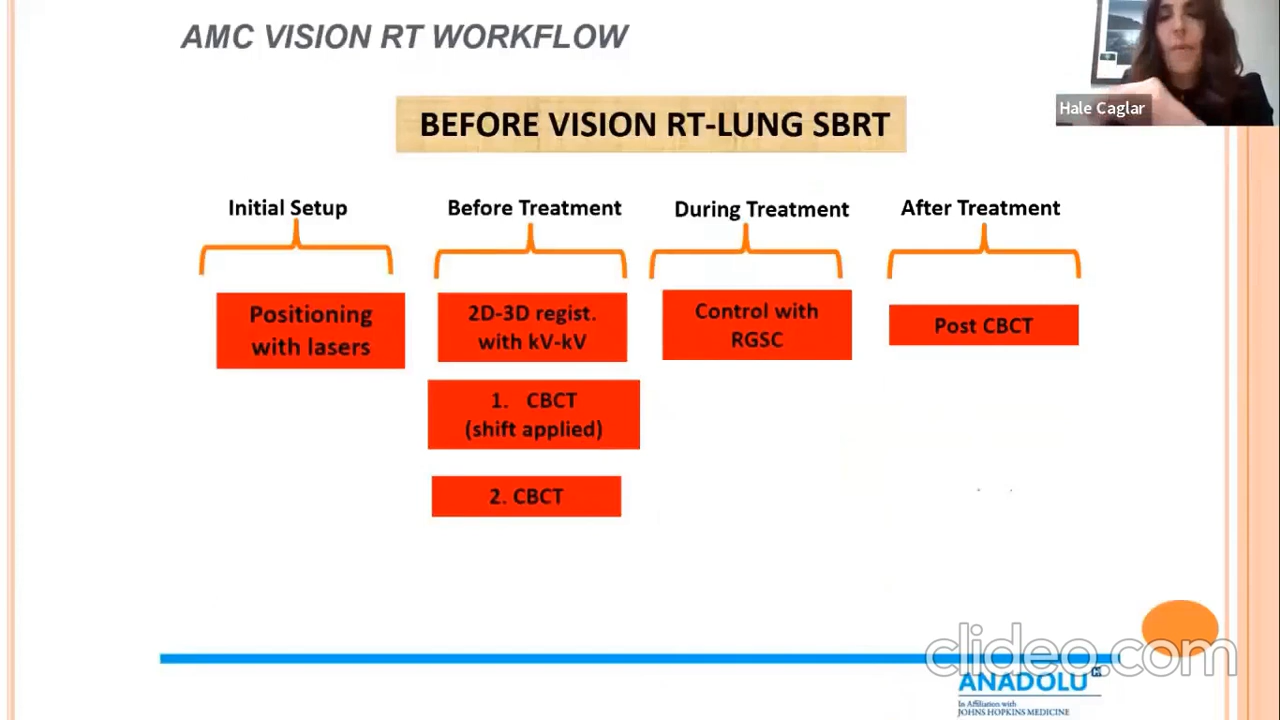 AMC VISION RT WORKFLOW
Hale Caglar
BEFORE VISION RT-LUNG SBRT
Initial Setup
Before Treatment
During Treatment
After Treatment
Positioning
with lasers
2D-3D regist.
with kV-kV
Control with
RGSC
Post CBCT
1. CBCT
(shift applied)
2. CBCT
clideo.com
ANADOLU
In Affiliation with
JOHNS HOPKINS MEDICINE